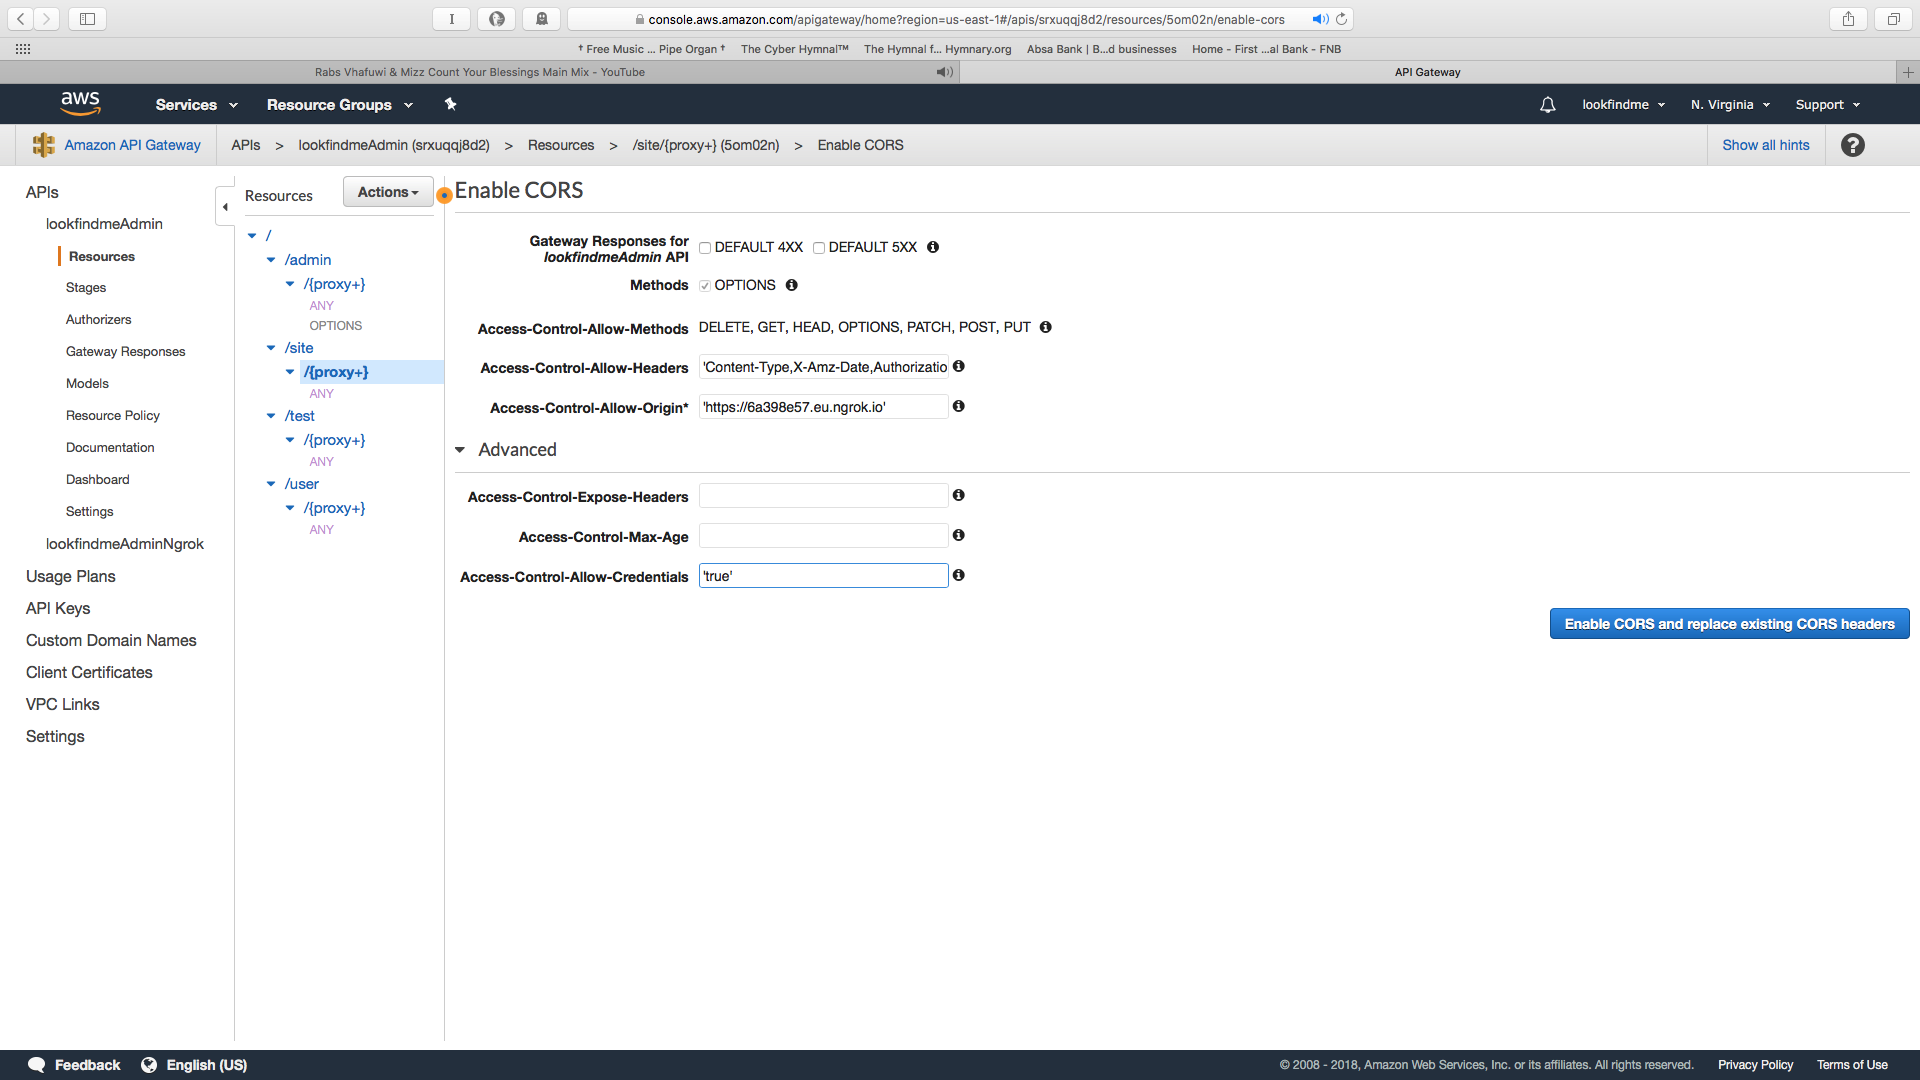 console.aws.amazon.com/apigateway/home?region=us-east-1#/apis/srxuqqj8d2/resources/5om02n/enable-cors
† Free Music ... Pipe Organ † The Cyber Hymnal™ The Hymnal f... Hymnary.org Absa Bank | B...d businesses Home - First ...al Bank - FNB
Rabs Vhafuwi & Mizz Count Your Blessings Main Mix - YouTube API Gateway
aws Services Resource Groups lookfindme N. Virginia Support
Amazon API Gateway APIs > lookfindmeAdmin (srxuqqj8d2) > Resources > /site/{proxy+} (5om02n) > Enable CORS Show all hints ?
APIs
lookfindmeAdmin
Resources
Stages
Authorizers
Gateway Responses
Models
Resource Policy
Documentation
Dashboard
Settings
lookfindmeAdminNgrok
Usage Plans
API Keys
Custom Domain Names
Client Certificates
VPC Links
Settings
Resources Actions
/
/admin
/{proxy+}
ANY
OPTIONS
/site
/{proxy+}
ANY
/test
/{proxy+}
ANY
/user
/{proxy+}
ANY
Enable CORS
Gateway Responses for
lookfindmeAdmin API
DEFAULT 4XX DEFAULT 5XX
Methods OPTIONS
Access-Control-Allow-Methods DELETE, GET, HEAD, OPTIONS, PATCH, POST, PUT
Access-Control-Allow-Headers 'Content-Type,X-Amz-Date,Authorizatio
Access-Control-Allow-Origin* 'https://6a398e57.eu.ngrok.io'
Advanced
Access-Control-Expose-Headers
Access-Control-Max-Age
Access-Control-Allow-Credentials 'true'
Enable CORS and replace existing CORS headers
Feedback English (US) © 2008 - 2018, Amazon Web Services, Inc. or its affiliates. All rights reserved. Privacy Policy Terms of Use